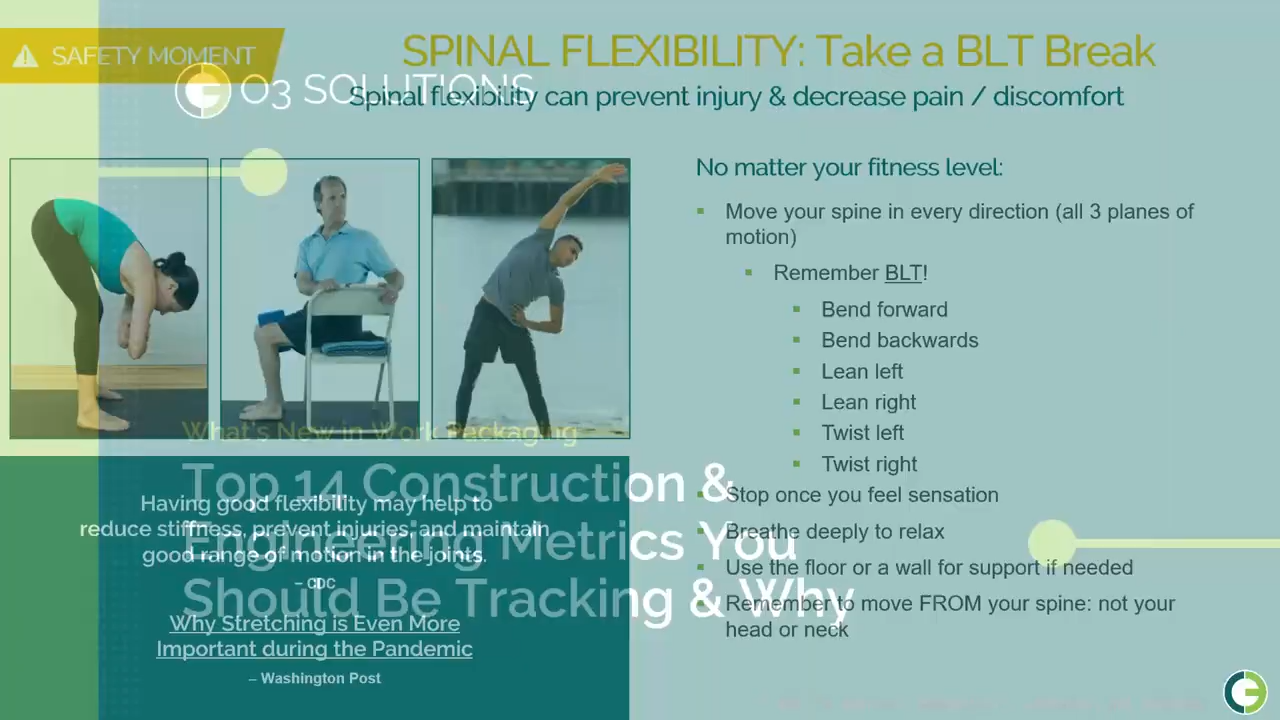 SAFETY MOMENT
SPINAL FLEXIBILITY: Take a BLT Break
O3 SOLUTIONS
Spinal flexibility can prevent injury & decrease pain / discomfort
No matter your fitness level:
Move your spine in every direction (all 3 planes of
motion)
Remember BLT!
Bend forward
Bend backwards
Lean left
Lean right
Twist left
Twist right
Stop once you feel sensation
Breathe deeply to relax
Use the floor or a wall for support if needed
Remember to move FROM your spine: not your
head or neck
What's New in Work Packaging
Top 14 Construction &
Engineering Metrics You
Should Be Tracking & Why
Having good flexibility may help to
reduce stiffness, prevent injuries, and maintain
good range of motion in the joints.
– CDC
Why Stretching is Even More
Important during the Pandemic
– Washington Post